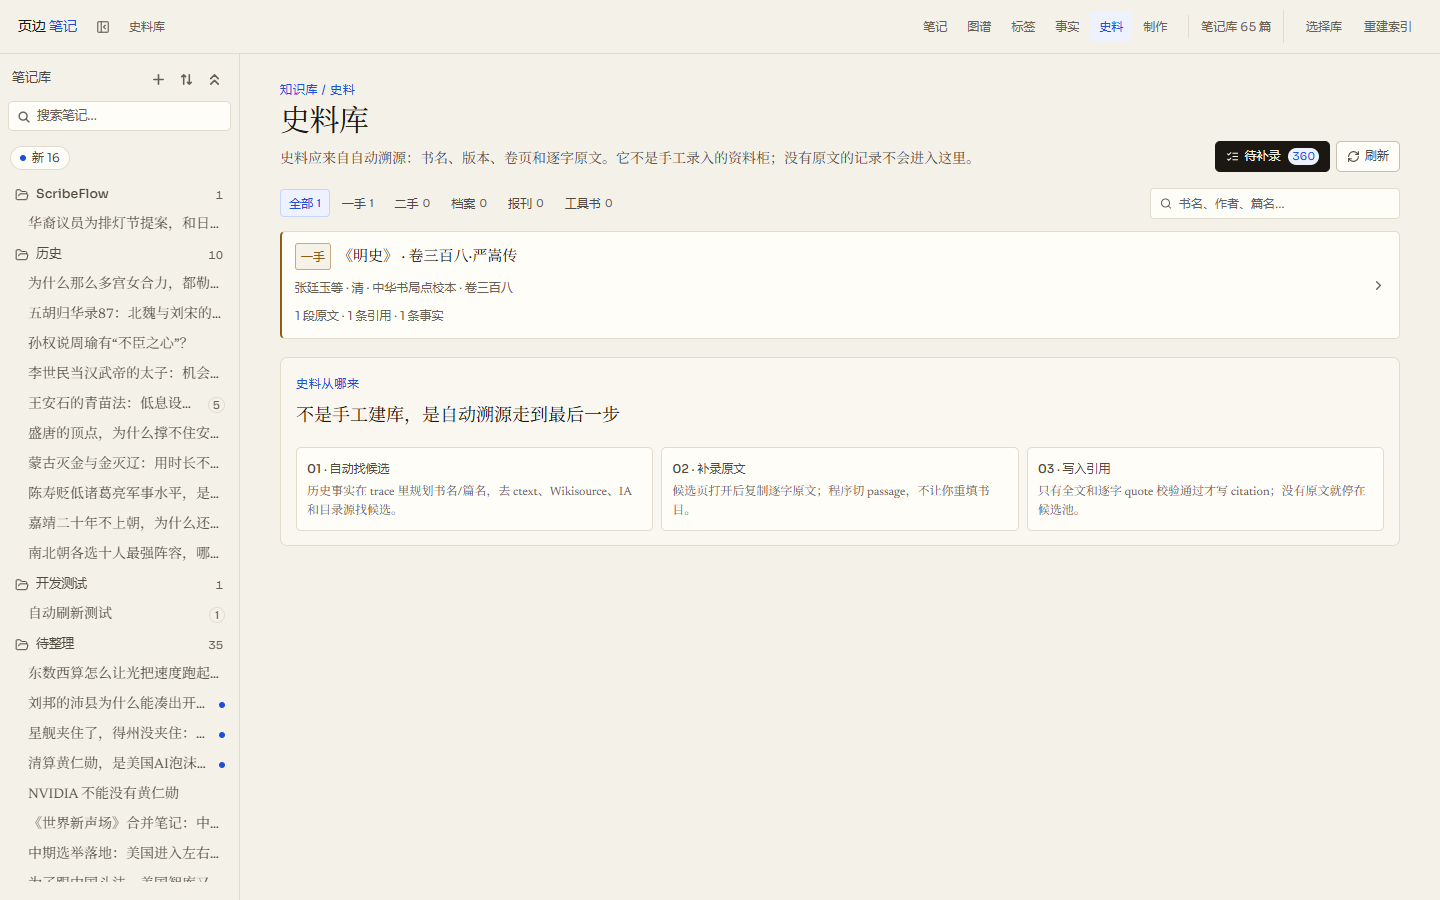 页边 笔记
史料库
笔记 图谱 标签 事实 史料 制作 笔记库 65 篇 选择库 重建索引
笔记库
搜索笔记...
新 16
ScribeFlow 1
华裔议员为排灯节提案，和日...
历史 10
为什么那么多宫女合力，都勒...
五胡归华录87：北魏与刘宋的...
孙权说周瑜有“不臣之心”？
李世民当汉武帝的太子：机会...
王安石的青苗法：低息设... 5
盛唐的顶点，为什么撑不住安...
蒙古灭金与金灭辽：用时长不...
陈寿贬低诸葛亮军事水平，是...
嘉靖二十年不上朝，为什么还...
南北朝各选十人最强阵容，哪...
开发测试 1
自动刷新测试 1
待整理 35
东数西算怎么让光把速度跑起...
刘邦的沛县为什么能凑出开...
星舰夹住了，得州没夹住：...
清算黄仁勋，是美国AI泡沫...
NVIDIA 不能没有黄仁勋
《世界新声场》合并笔记：中...
中期选举落地：美国进入左右...
知识库 / 史料
史料库
史料应来自自动溯源：书名、版本、卷页和逐字原文。它不是手工录入的资料柜；没有原文的记录不会进入这里。
待补录 360 刷新
全部 1 一手 1 二手 0 档案 0 报刊 0 工具书 0
书名、作者、篇名...
一手 《明史》 · 卷三百八·严嵩传
张廷玉等 · 清 · 中华书局点校本 · 卷三百八
1 段原文 · 1 条引用 · 1 条事实
史料从哪来
不是手工建库，是自动溯源走到最后一步
01 · 自动找候选
历史事实在 trace 里规划书名/篇名，去 ctext、Wikisource、IA
和目录源找候选。
02 · 补录原文
候选页打开后复制逐字原文；程序切 passage，不让你重填书
目。
03 · 写入引用
只有全文和逐字 quote 校验通过才写 citation；没有原文就停在
候选池。